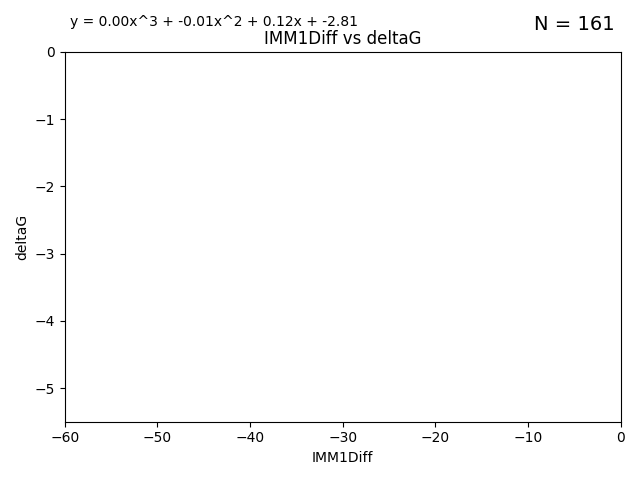 y = 0.00x^3 + -0.01x^2 + 0.12x + -2.81
N = 161
IMM1Diff vs deltaG
0
−1
−2
−3
−4
−5
deltaG
−60 −50 −40 −30 −20 −10 0
IMM1Diff